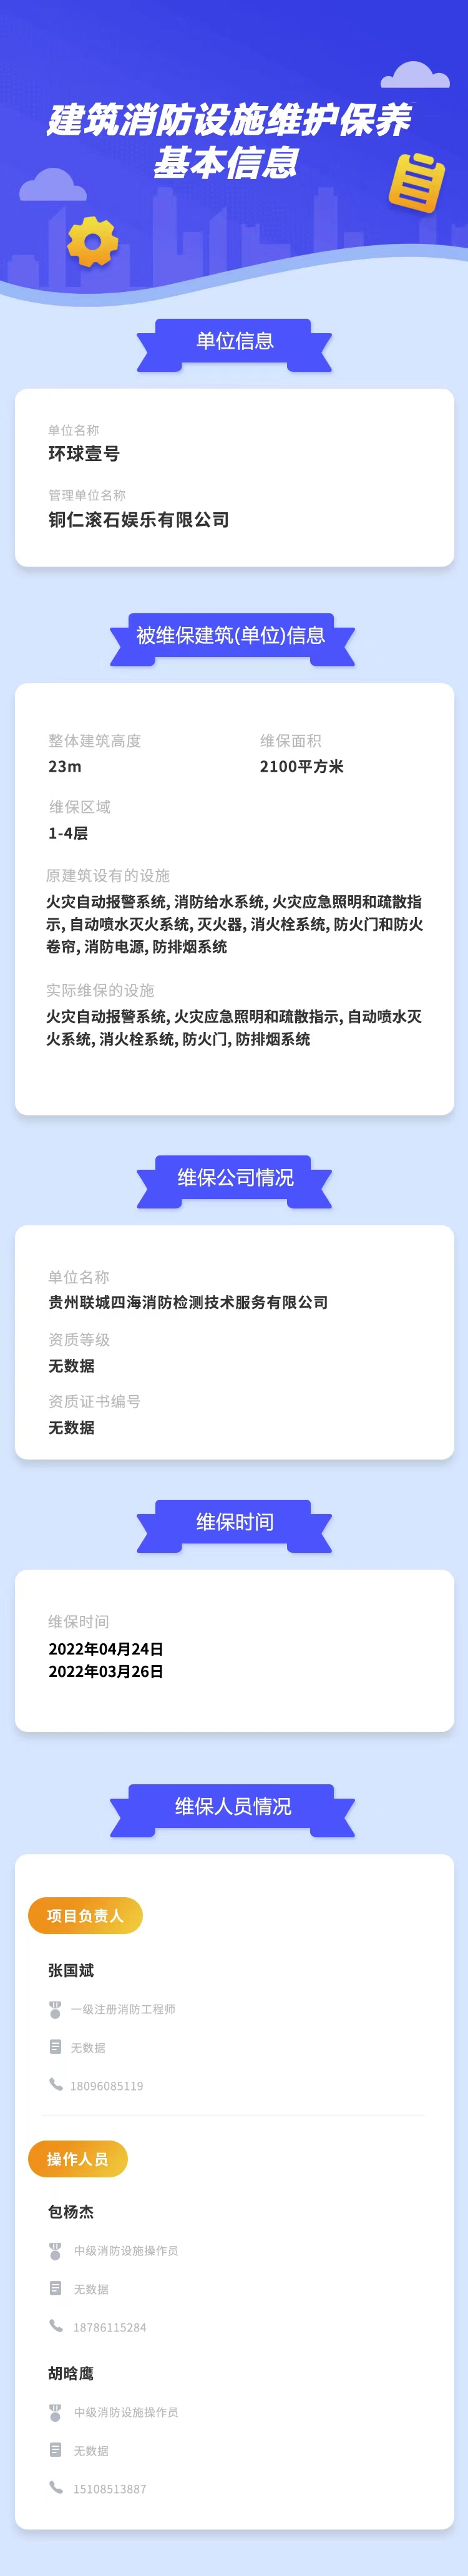 建筑消防设施维护保养
基本信息
单位信息
单位名称
环球壹号
管理单位名称
铜仁滚石娱乐有限公司
被维保建筑(单位)信息
整体建筑高度 维保面积
23m 2100平方米
维保区域
1-4层
原建筑设有的设施
火灾自动报警系统, 消防给水系统, 火灾应急照明和疏散指
示, 自动喷水灭火系统, 灭火器, 消火栓系统, 防火门和防火
卷帘, 消防电源, 防排烟系统
实际维保的设施
火灾自动报警系统, 火灾应急照明和疏散指示, 自动喷水灭
火系统, 消火栓系统, 防火门, 防排烟系统
维保公司情况
单位名称
贵州联城四海消防检测技术服务有限公司
资质等级
无数据
资质证书编号
无数据
维保时间
维保时间
2022年04月24日
2022年03月26日
维保人员情况
项目负责人
张国斌
一级注册消防工程师
无数据
18096085119
操作人员
包杨杰
中级消防设施操作员
无数据
18786115284
胡晗鹰
中级消防设施操作员
无数据
15108513887